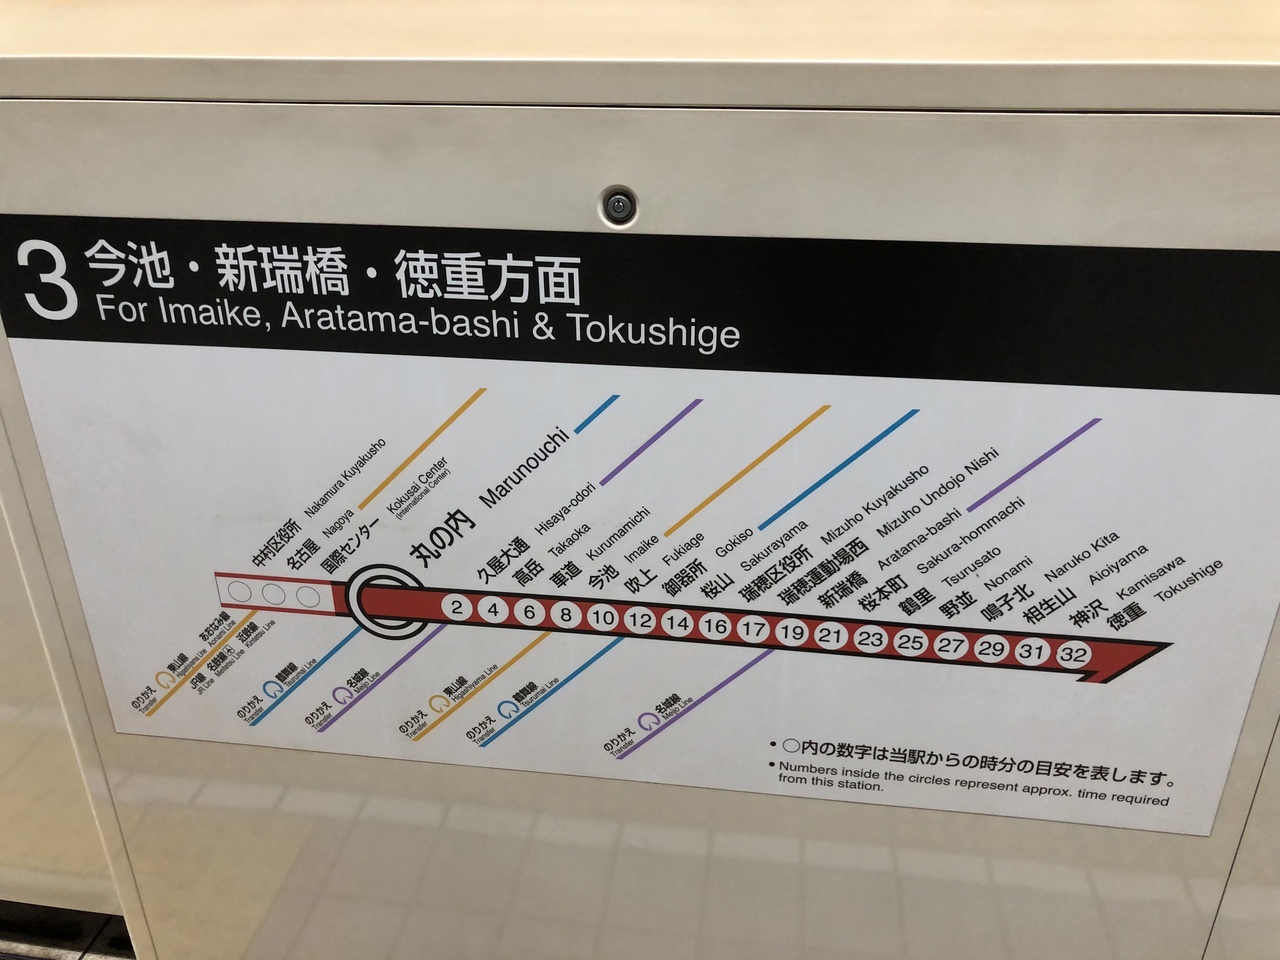 3
今池・新瑞橋・徳重方面
For Imaike, Aratama-bashi & Tokushige
中村区役所 Nakamura Kuyakusho
名古屋 Nagoya
国際センター Kokusai Center
(International Center)
丸の内 Marunouchi
久屋大通 Hisaya-odori
高岳 Takaoka
車道 Kurumamichi
今池 Imaike
吹上 Fukiage
御器所 Gokiso
桜山 Sakurayama
瑞穂区役所 Mizuho Kuyakusho
瑞穂運動場西 Mizuho Undojo Nishi
新瑞橋 Aratama-bashi
桜本町 Sakura-hommachi
鶴里 Tsurusato
野並 Nonami
鳴子北 Naruko Kita
相生山 Aioiyama
神沢 Kamisawa
徳重 Tokushige
2 4 6 8 10 12 14 16 17 19 21 23 25 27 29 31 32
のりかえ 東山線
Transfer Higashiyama Line
あおなみ線
Aonami Line
JR線 名鉄線 近鉄線
JR Line Meitetsu Line Kintetsu Line
のりかえ 鶴舞線
Transfer Tsurumai Line
のりかえ 名城線
Transfer Meijo Line
のりかえ 東山線
Transfer Higashiyama Line
のりかえ 鶴舞線
Transfer Tsurumai Line
のりかえ 名城線
Transfer Meijo Line
• ○内の数字は当駅からの時分の目安を表します。
• Numbers inside the circles represent approx. time required
from this station.